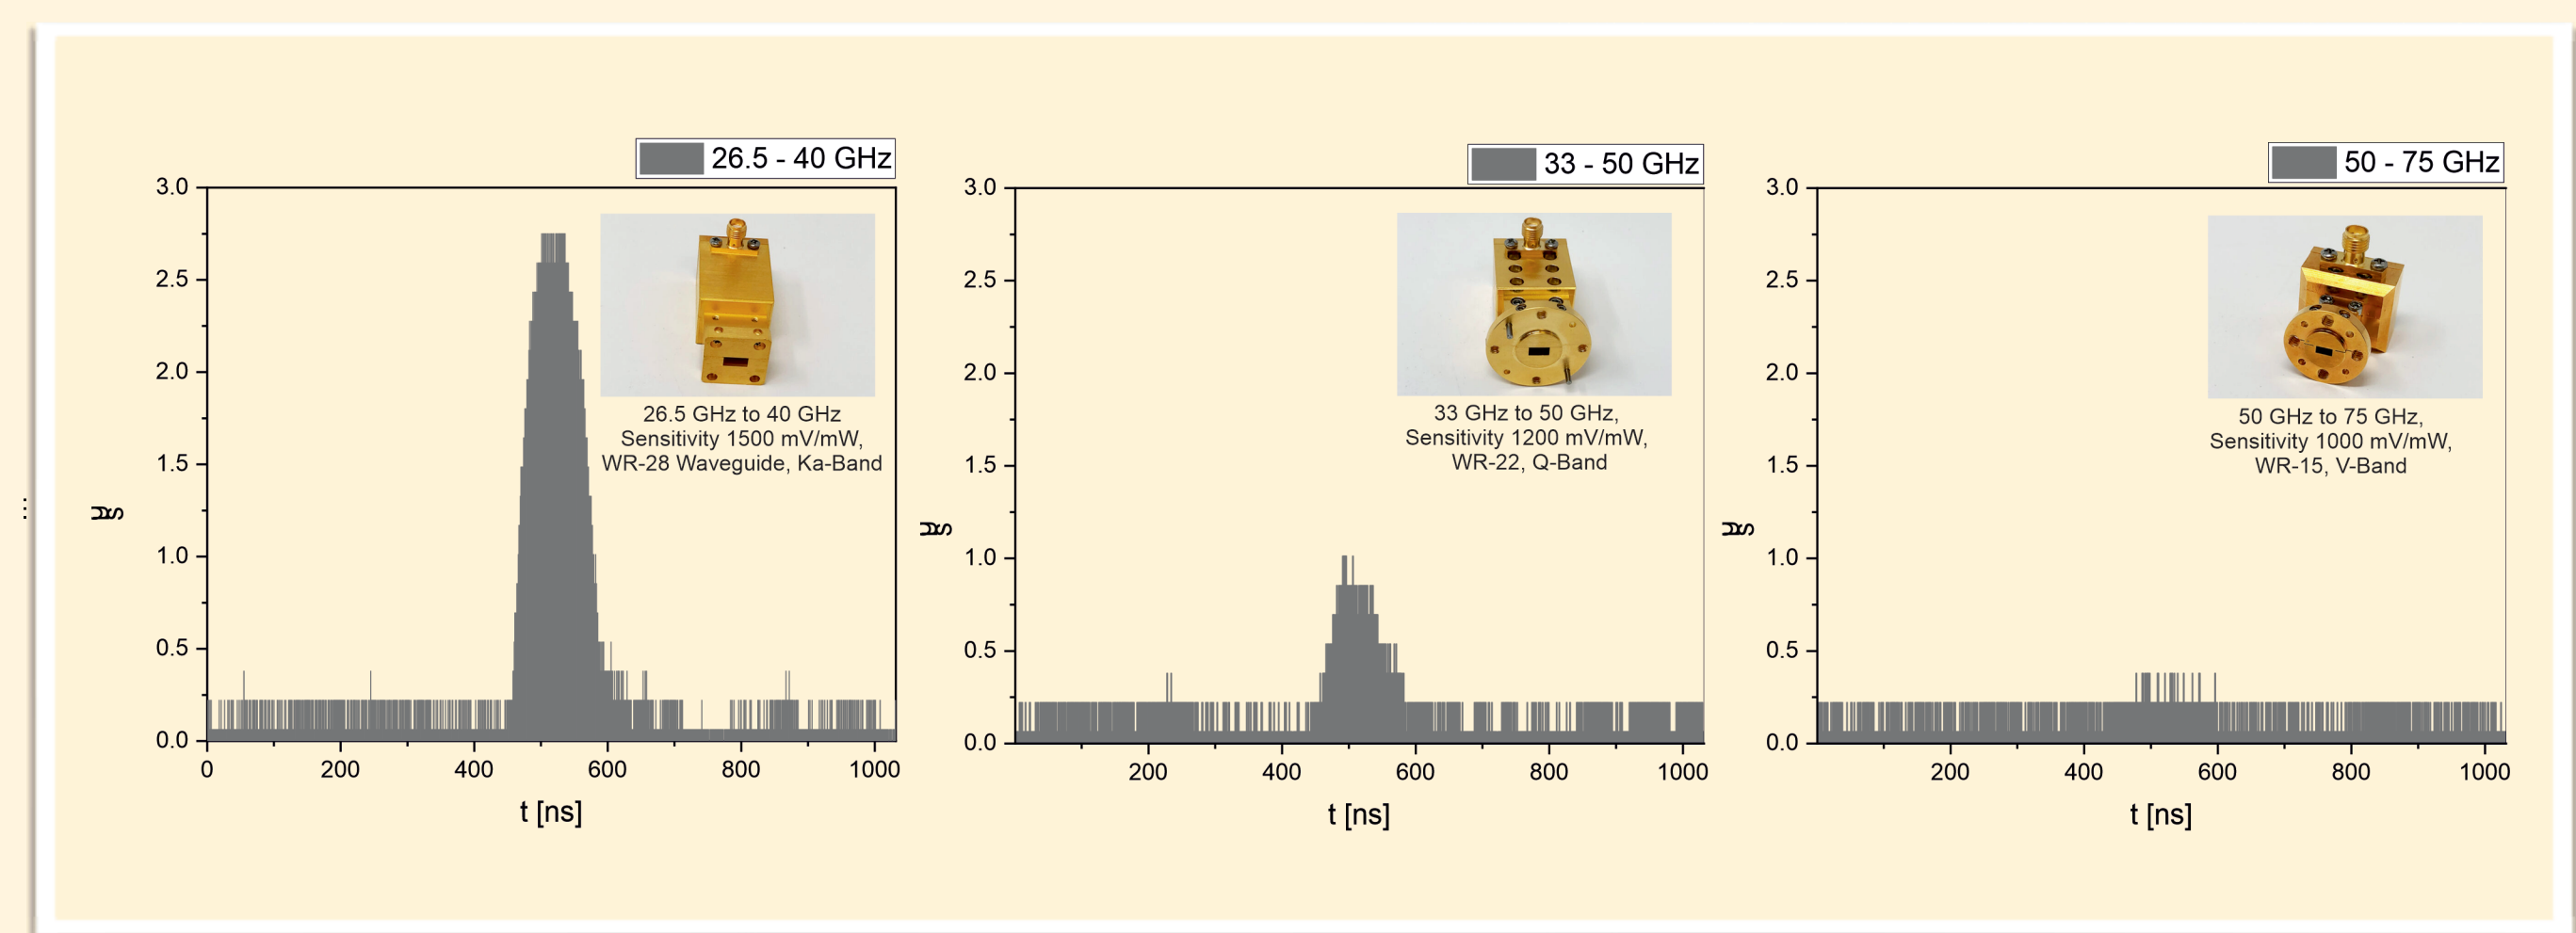 26.5 - 40 GHz
3.0
2.5
2.0
1.5
1.0
0.5
0.0
0
200
400
600
800
1000
t [ns]
26.5 GHz to 40 GHz
Sensitivity 1500 mV/mW,
WR-28 Waveguide, Ka-Band
33 - 50 GHz
3.0
2.5
2.0
1.5
1.0
0.5
0.0
200
400
600
800
1000
t [ns]
33 GHz to 50 GHz,
Sensitivity 1200 mV/mW,
WR-22, Q-Band
50 - 75 GHz
3.0
2.5
2.0
1.5
1.0
0.5
0.0
200
400
600
800
1000
t [ns]
50 GHz to 75 GHz,
Sensitivity 1000 mV/mW,
WR-15, V-Band